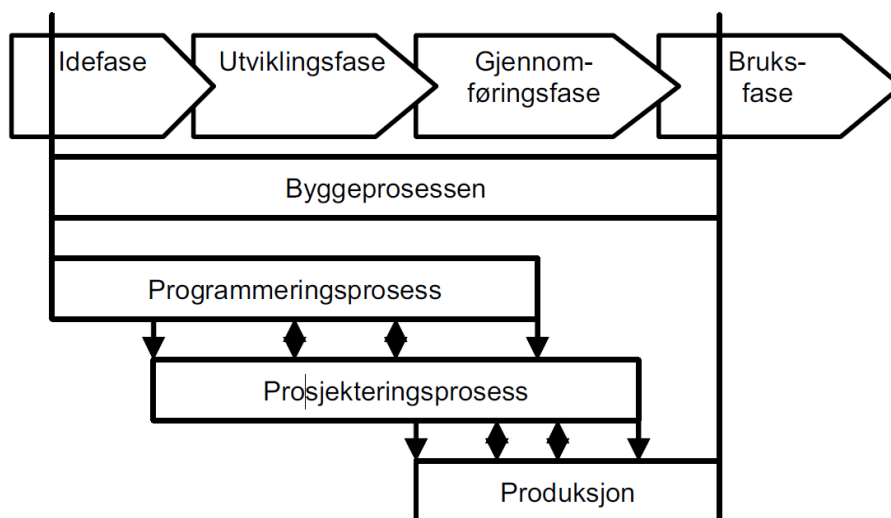 Idefase
Utviklingsfase
Gjennom-
føringsfase
Bruks-
fase
Byggeprosessen
Programmeringsprosess
Prosjekteringsprosess
Produksjon